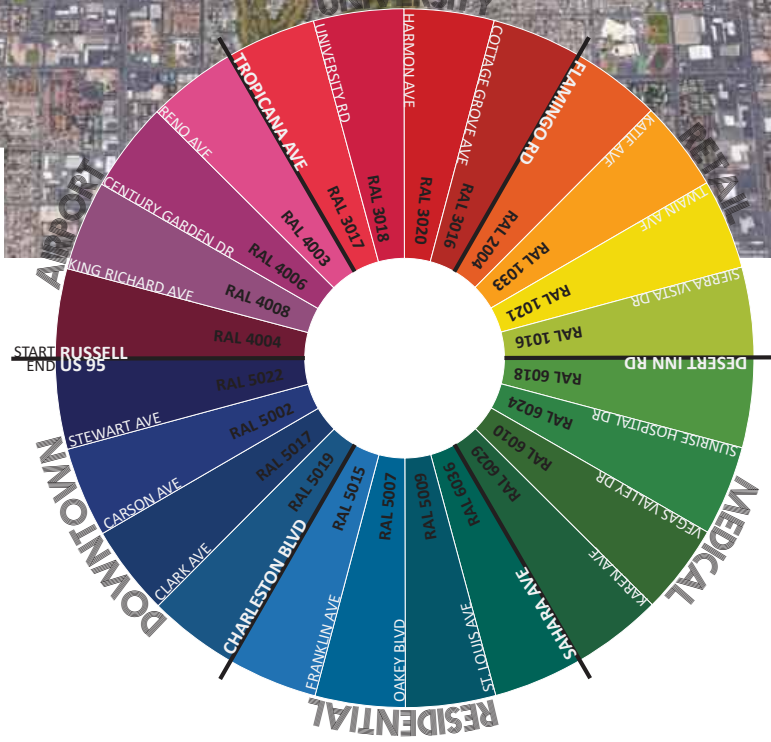 UNIVERSITY
RETAIL
MEDICAL
RESIDENTIAL
DOWNTOWN
AIRPORT
START
RUSSELL
RAL 4004
KING RICHARD AVE
RAL 4008
CENTURY GARDEN DR
RAL 4006
RENO AVE
RAL 4003
TROPICANA AVE
RAL 3017
UNIVERSITY RD
RAL 3018
HARMON AVE
RAL 3020
COTTAGE GROVE AVE
RAL 3016
FLAMINGO RD
RAL 2004
KATIE AVE
RAL 1033
TWAIN AVE
RAL 1021
SIERRA VISTA DR
RAL 1016
DESERT INN RD
RAL 6018
SUNRISE HOSPITAL DR
RAL 6024
VEGAS VALLEY DR
RAL 6010
KAREN AVE
RAL 6029
SAHARA AVE
RAL 6036
ST. LOUIS AVE
RAL 5009
OAKEY BLVD
RAL 5007
FRANKLIN AVE
RAL 5015
CHARLESTON BLVD
RAL 5019
CLARK AVE
RAL 5017
CARSON AVE
RAL 5002
STEWART AVE
RAL 5022
END
US 95